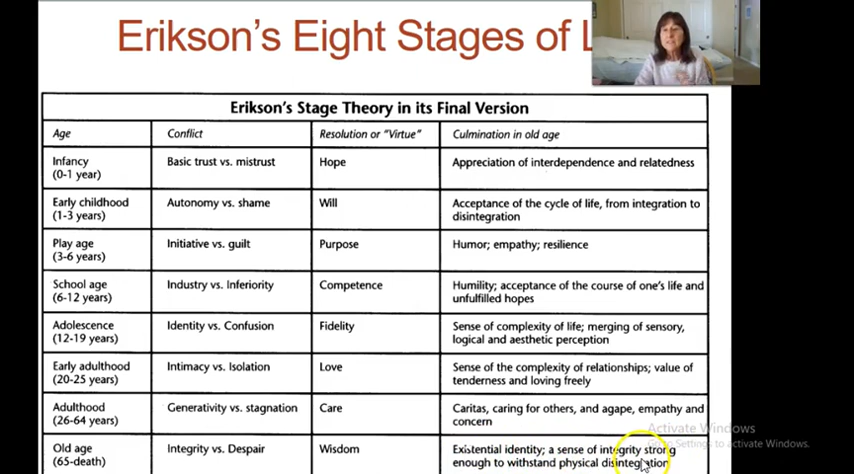 Erikson's Eight Stages of
Erikson's Stage Theory in its Final Version
Age Conflict Resolution or "Virtue" Culmination in old age
Infancy
(0-1 year)
Basic trust vs. mistrust
Hope
Appreciation of interdependence and relatedness
Early childhood
(1-3 years)
Autonomy vs. shame
Will
Acceptance of the cycle of life, from integration to
disintegration
Play age
(3-6 years)
Initiative vs. guilt
Purpose
Humor; empathy; resilience
School age
(6-12 years)
Industry vs. Inferiority
Competence
Humility; acceptance of the course of one's life and
unfulfilled hopes
Adolescence
(12-19 years)
Identity vs. Confusion
Fidelity
Sense of complexity of life; merging of sensory,
logical and aesthetic perception
Early adulthood
(20-25 years)
Intimacy vs. Isolation
Love
Sense of the complexity of relationships; value of
tenderness and loving freely
Adulthood
(26-64 years)
Generativity vs. stagnation
Care
Caritas, caring for others, and agape, empathy and
concern
Old age
(65-death)
Integrity vs. Despair
Wisdom
Existential identity; a sense of integrity strong
enough to withstand physical disintegration
Activate Windows
Go to Settings to activate Windows.